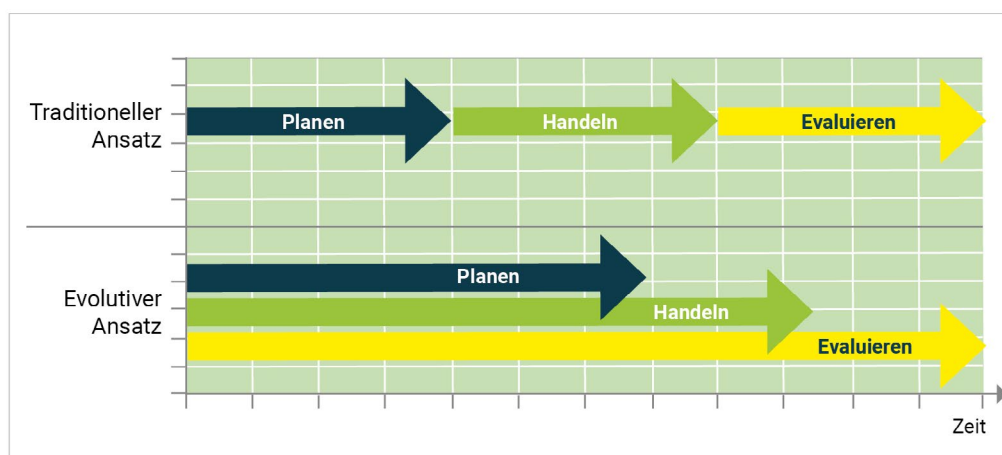 Traditioneller
Ansatz
Planen
Handeln
Evaluieren
Evolutiver
Ansatz
Planen
Handeln
Evaluieren
Zeit